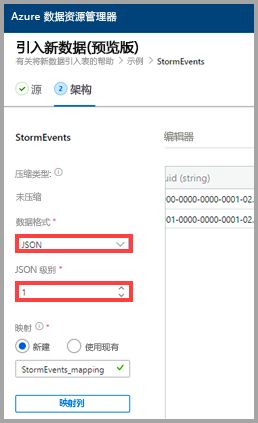 Azure 数据资源管理器
引入新数据(预览版)
有关将新数据引入表的帮助 > 示例 > StormEvents
源 2 架构
StormEvents 编辑器
压缩类型: uid (string)
未压缩 000-0000-0000-0001-02.
数据格式 * 001-0000-0000-0001-02.
JSON
JSON 级别 *
1
映射 *
新建 使用现有
StormEvents_mapping
映射列